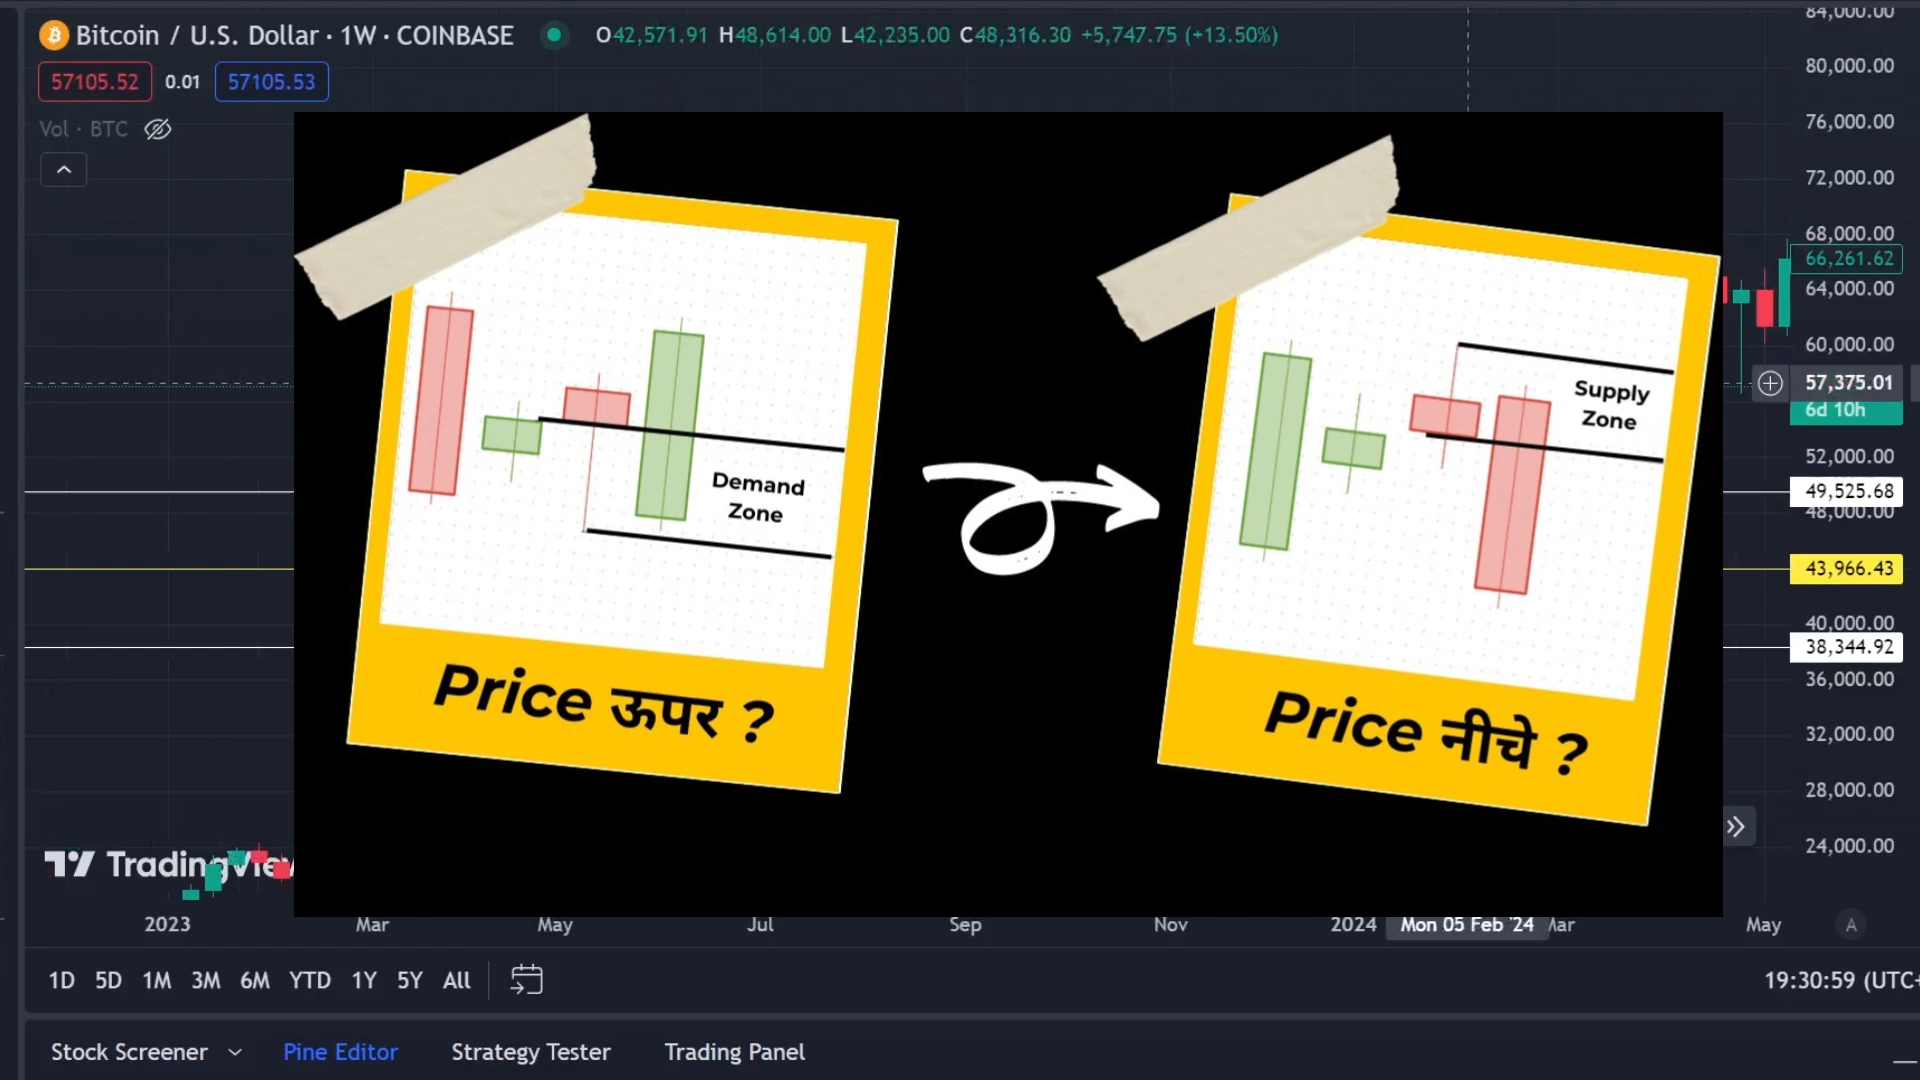 Bitcoin / U.S. Dollar · 1W · COINBASE O42,571.91 H48,614.00 L42,235.00 C48,316.30 +5,747.75 (+13.50%)
57105.52 0.01 57105.53
Vol · BTC
84,000.00
80,000.00
76,000.00
72,000.00
68,000.00
66,261.62
64,000.00
60,000.00
57,375.01
6d 10h
52,000.00
49,525.68
48,000.00
43,966.43
40,000.00
38,344.92
36,000.00
32,000.00
28,000.00
24,000.00
Demand
Zone
Price ऊपर ?
Supply
Zone
Price नीचे ?
TradingView
2023 Mar May Jul Sep Nov 2024 Mon 05 Feb '24 Mar May A
1D 5D 1M 3M 6M YTD 1Y 5Y All 19:30:59 (UTC+
Stock Screener Pine Editor Strategy Tester Trading Panel